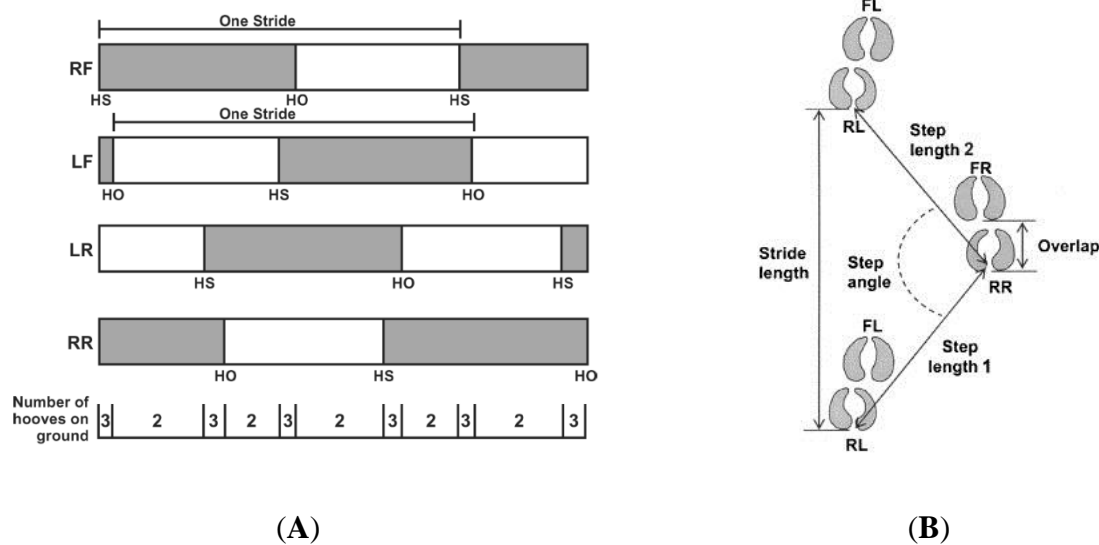 One Stride
RF
HS HO HS
One Stride
LF
HO HS HO
LR
HS HO HS
RR
HO HS HO
Number of
hooves on
ground
3 2 3 2 3 2 3 2 3 2 3
(A)
FL
RL
Step
length 2
FR
Stride
length
Step
angle
Overlap
RR
FL
Step
length 1
RL
(B)